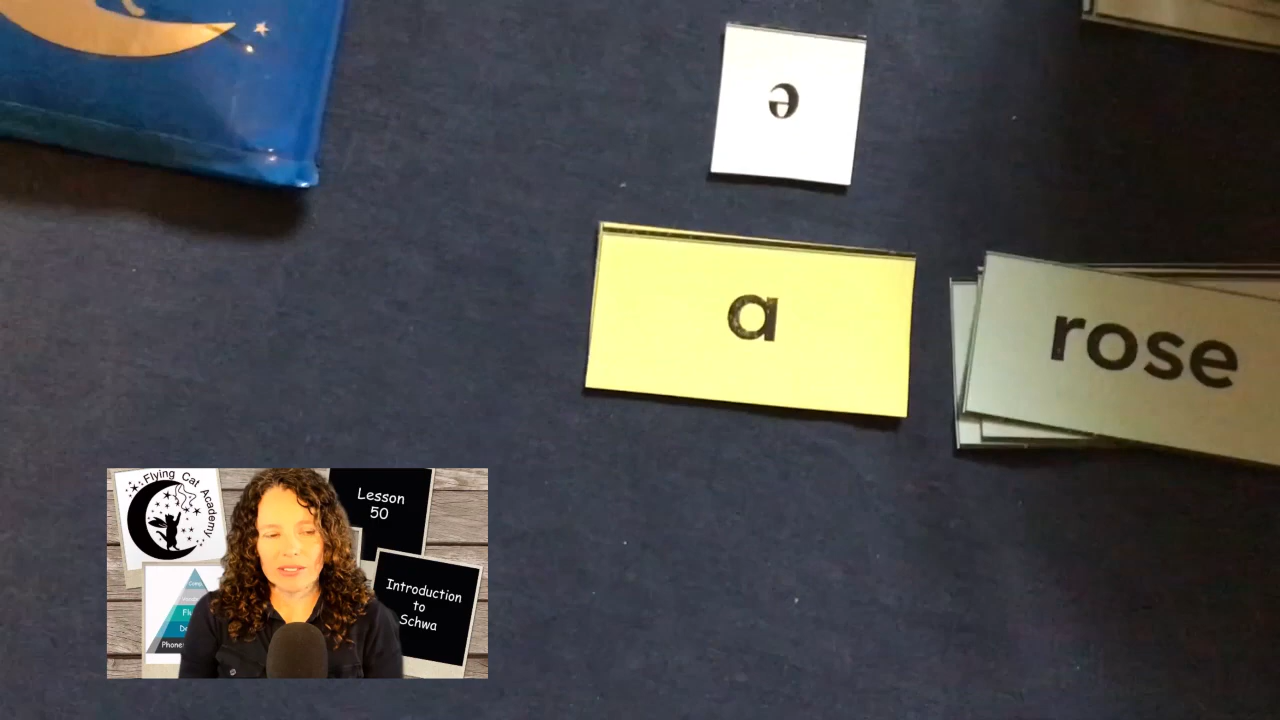 ə
a
rose
Flying Cat Academy
Lesson
50
Introduction
to
Schwa